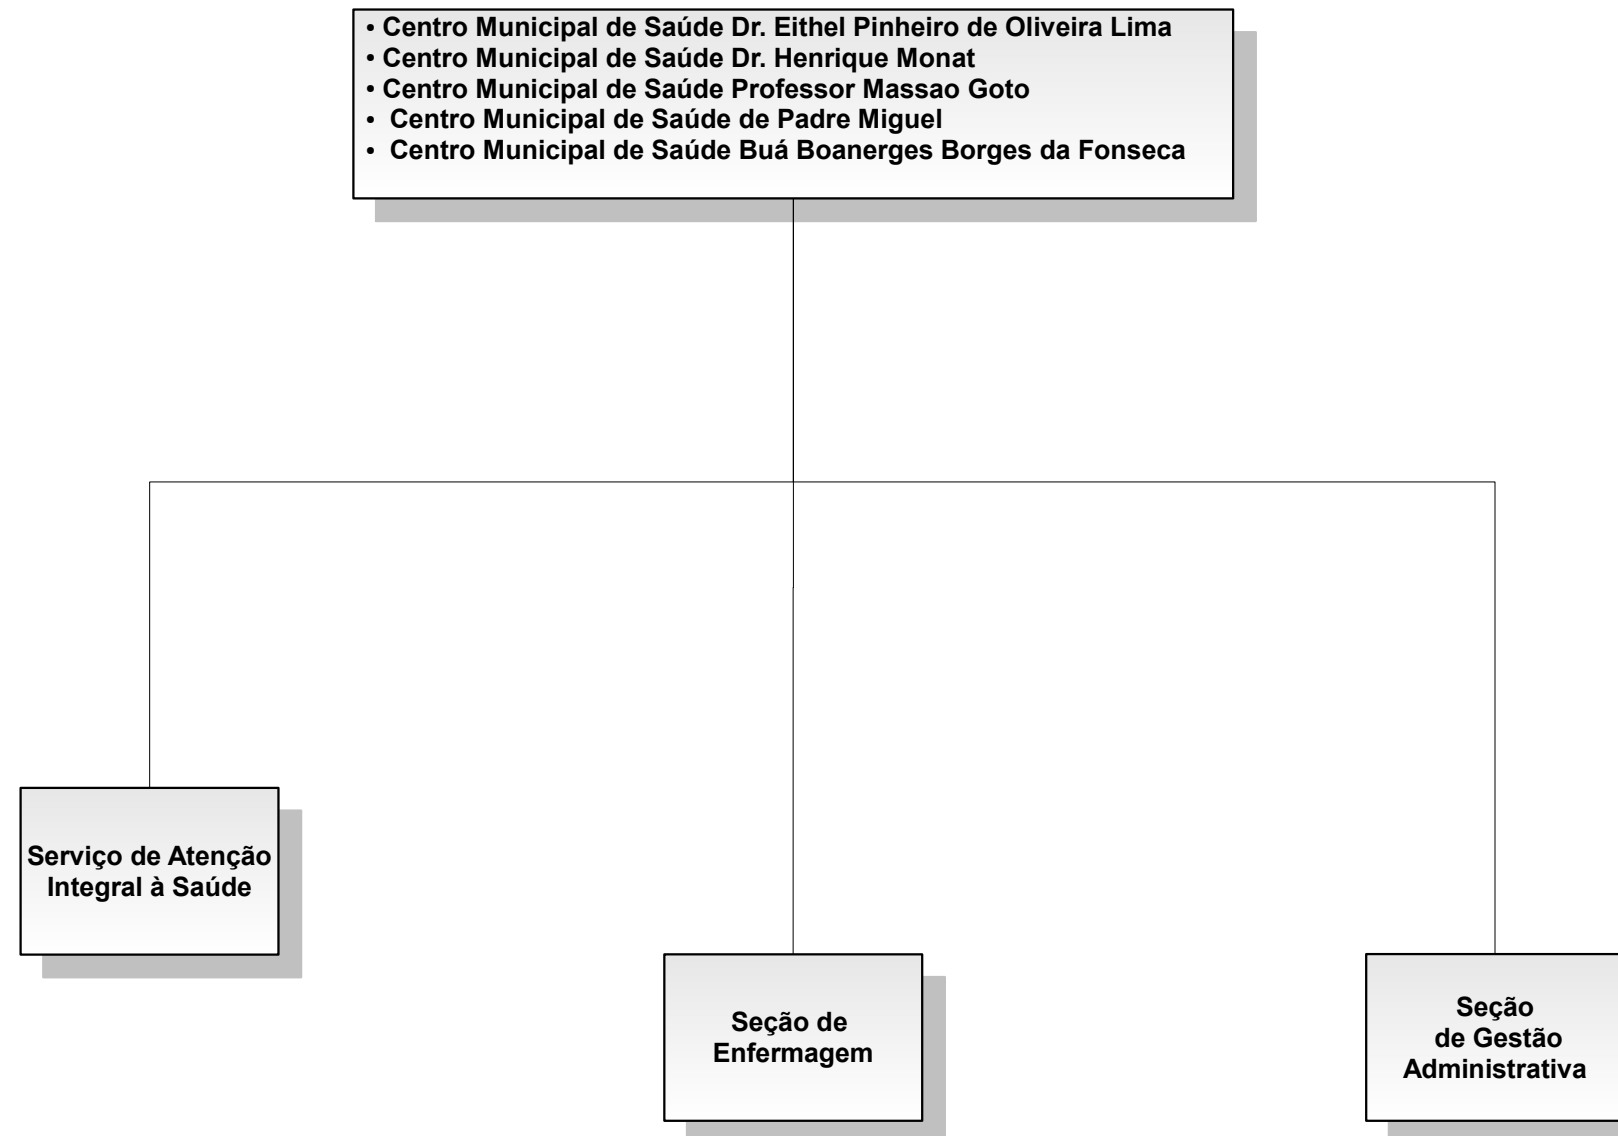 • Centro Municipal de Saúde Dr. Eithel Pinheiro de Oliveira Lima
• Centro Municipal de Saúde Dr. Henrique Monat
• Centro Municipal de Saúde Professor Massao Goto
• Centro Municipal de Saúde de Padre Miguel
• Centro Municipal de Saúde Buá Boanerges Borges da Fonseca
Serviço de Atenção
Integral à Saúde
Seção de
Enfermagem
Seção
de Gestão
Administrativa